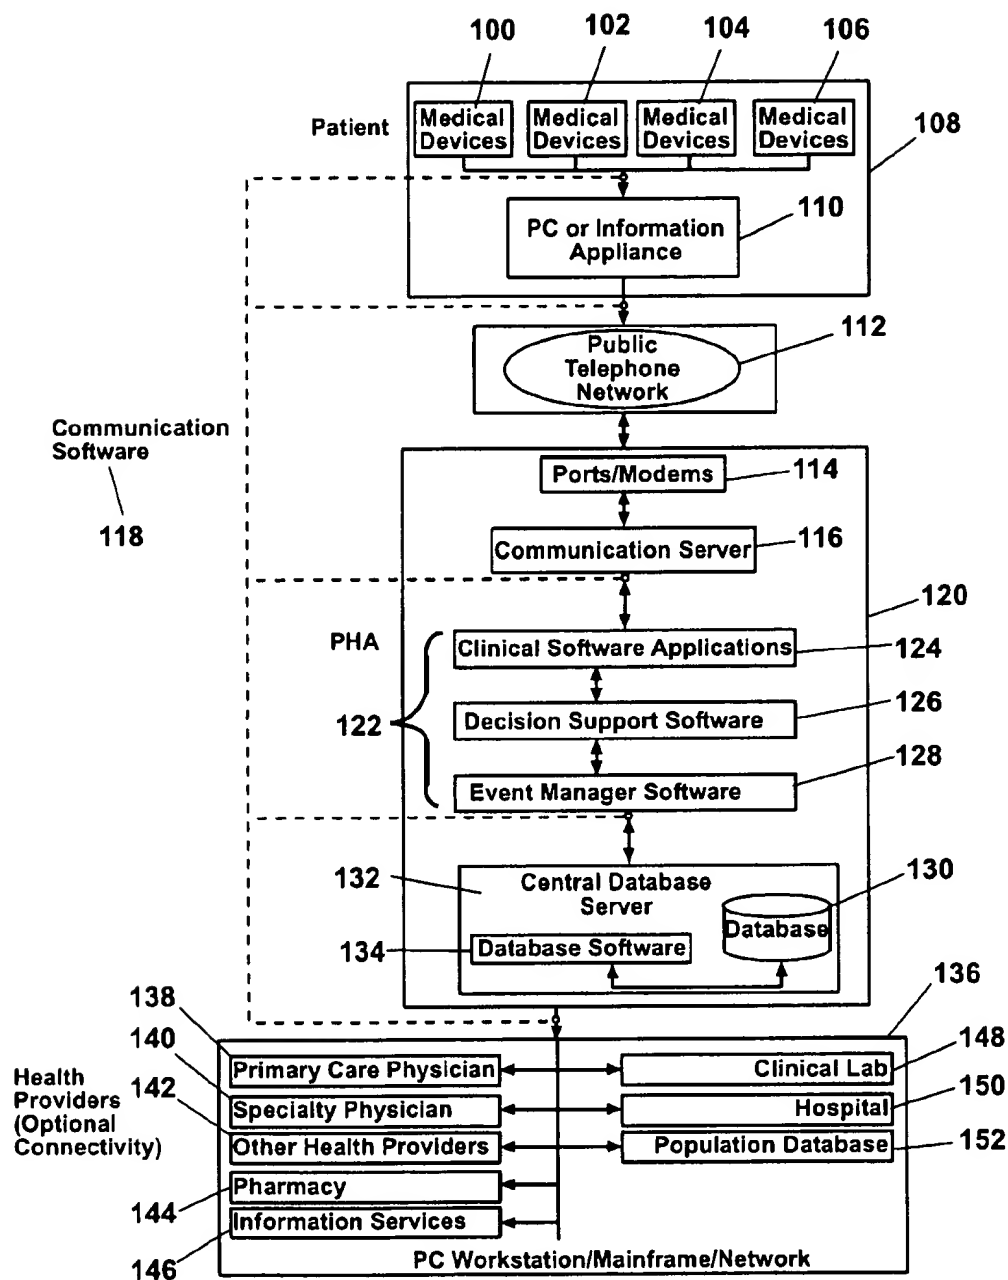 100
102
104
106
Patient
Medical
Devices
Medical
Devices
Medical
Devices
Medical
Devices
108
110
PC or Information
Appliance
112
Public
Telephone
Network
Communication
Software
118
Ports/Modems
114
Communication Server
116
120
PHA
122
Clinical Software Applications
124
Decision Support Software
126
Event Manager Software
128
132
Central Database
Server
130
Database
134
Database Software
136
138
140
142
144
146
Health
Providers
(Optional
Connectivity)
Primary Care Physician
Specialty Physician
Other Health Providers
Pharmacy
Information Services
Clinical Lab
148
Hospital
150
Population Database
152
PC Workstation/Mainframe/Network